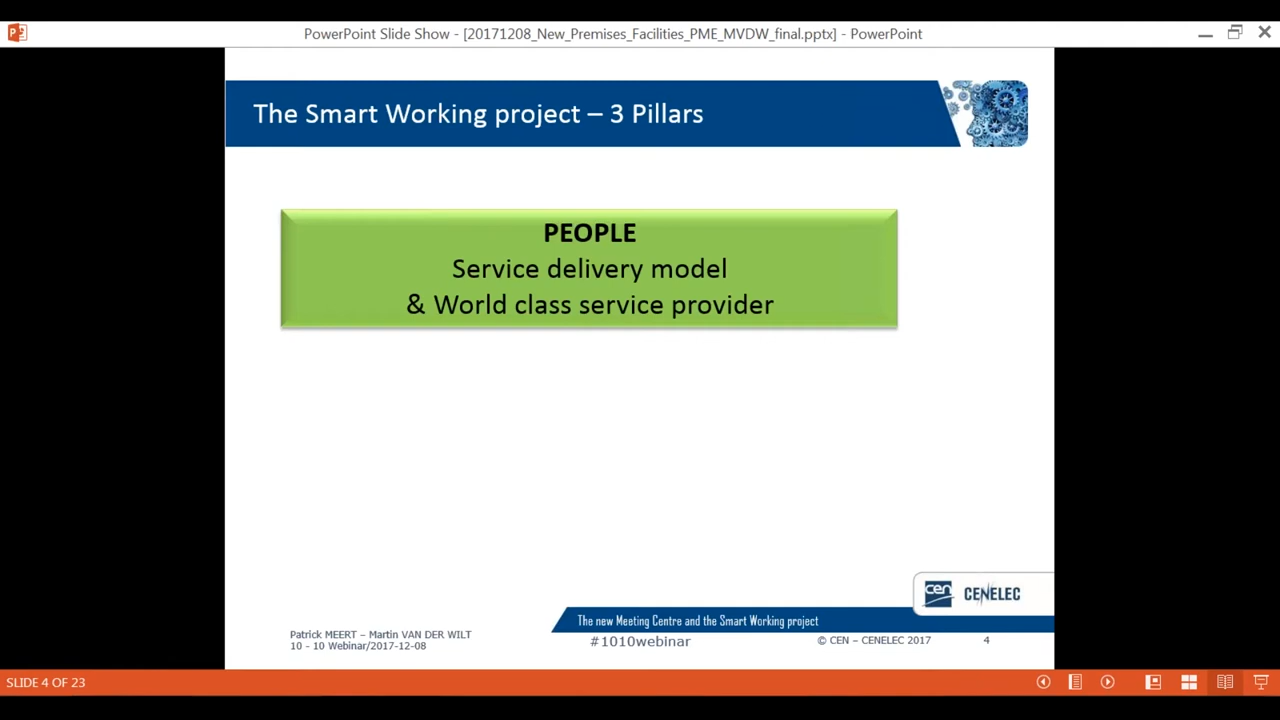 PowerPoint Slide Show - [20171208_New_Premises_Facilities_PME_MVDW_final.pptx] - PowerPoint
The Smart Working project – 3 Pillars
PEOPLE
Service delivery model
& World class service provider
cen CENELEC
The new Meeting Centre and the Smart Working project
Patrick MEERT – Martin VAN DER WILT
10 - 10 Webinar/2017-12-08
#1010webinar
© CEN – CENELEC 2017
4
SLIDE 4 OF 23